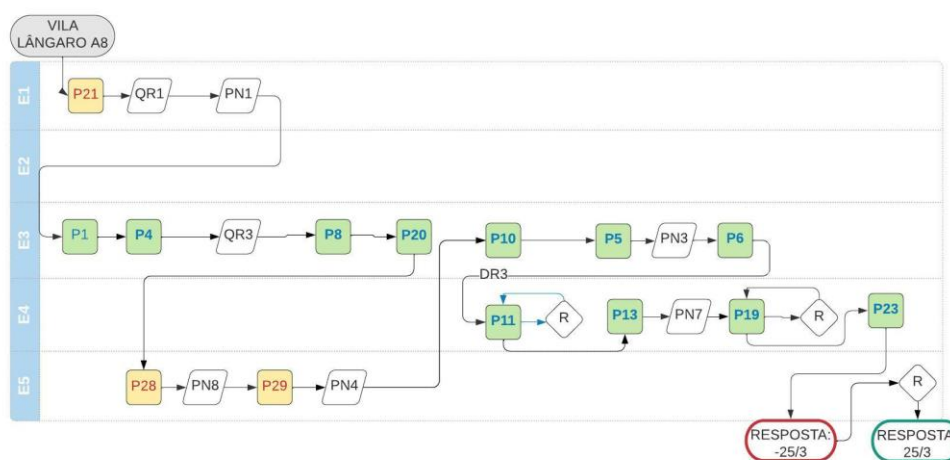 VILA
LÂNGARO A8
E1
P21
QR1
PN1
E2
E3
P1
P4
QR3
P8
P20
P10
P5
PN3
P6
DR3
E4
P11
R
P13
PN7
P19
R
P23
E5
P28
PN8
P29
PN4
R
RESPOSTA:
-25/3
RESPOSTA
25/3